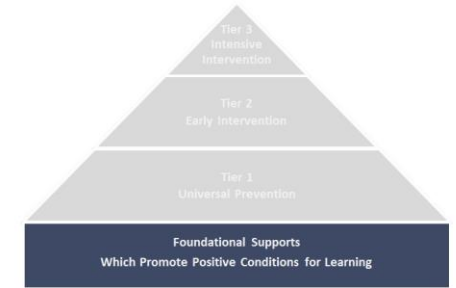 Tier 3
Intensive
Intervention
Tier 2
Early Intervention
Tier 1
Universal Prevention
Foundational Supports
Which Promote Positive Conditions for Learning